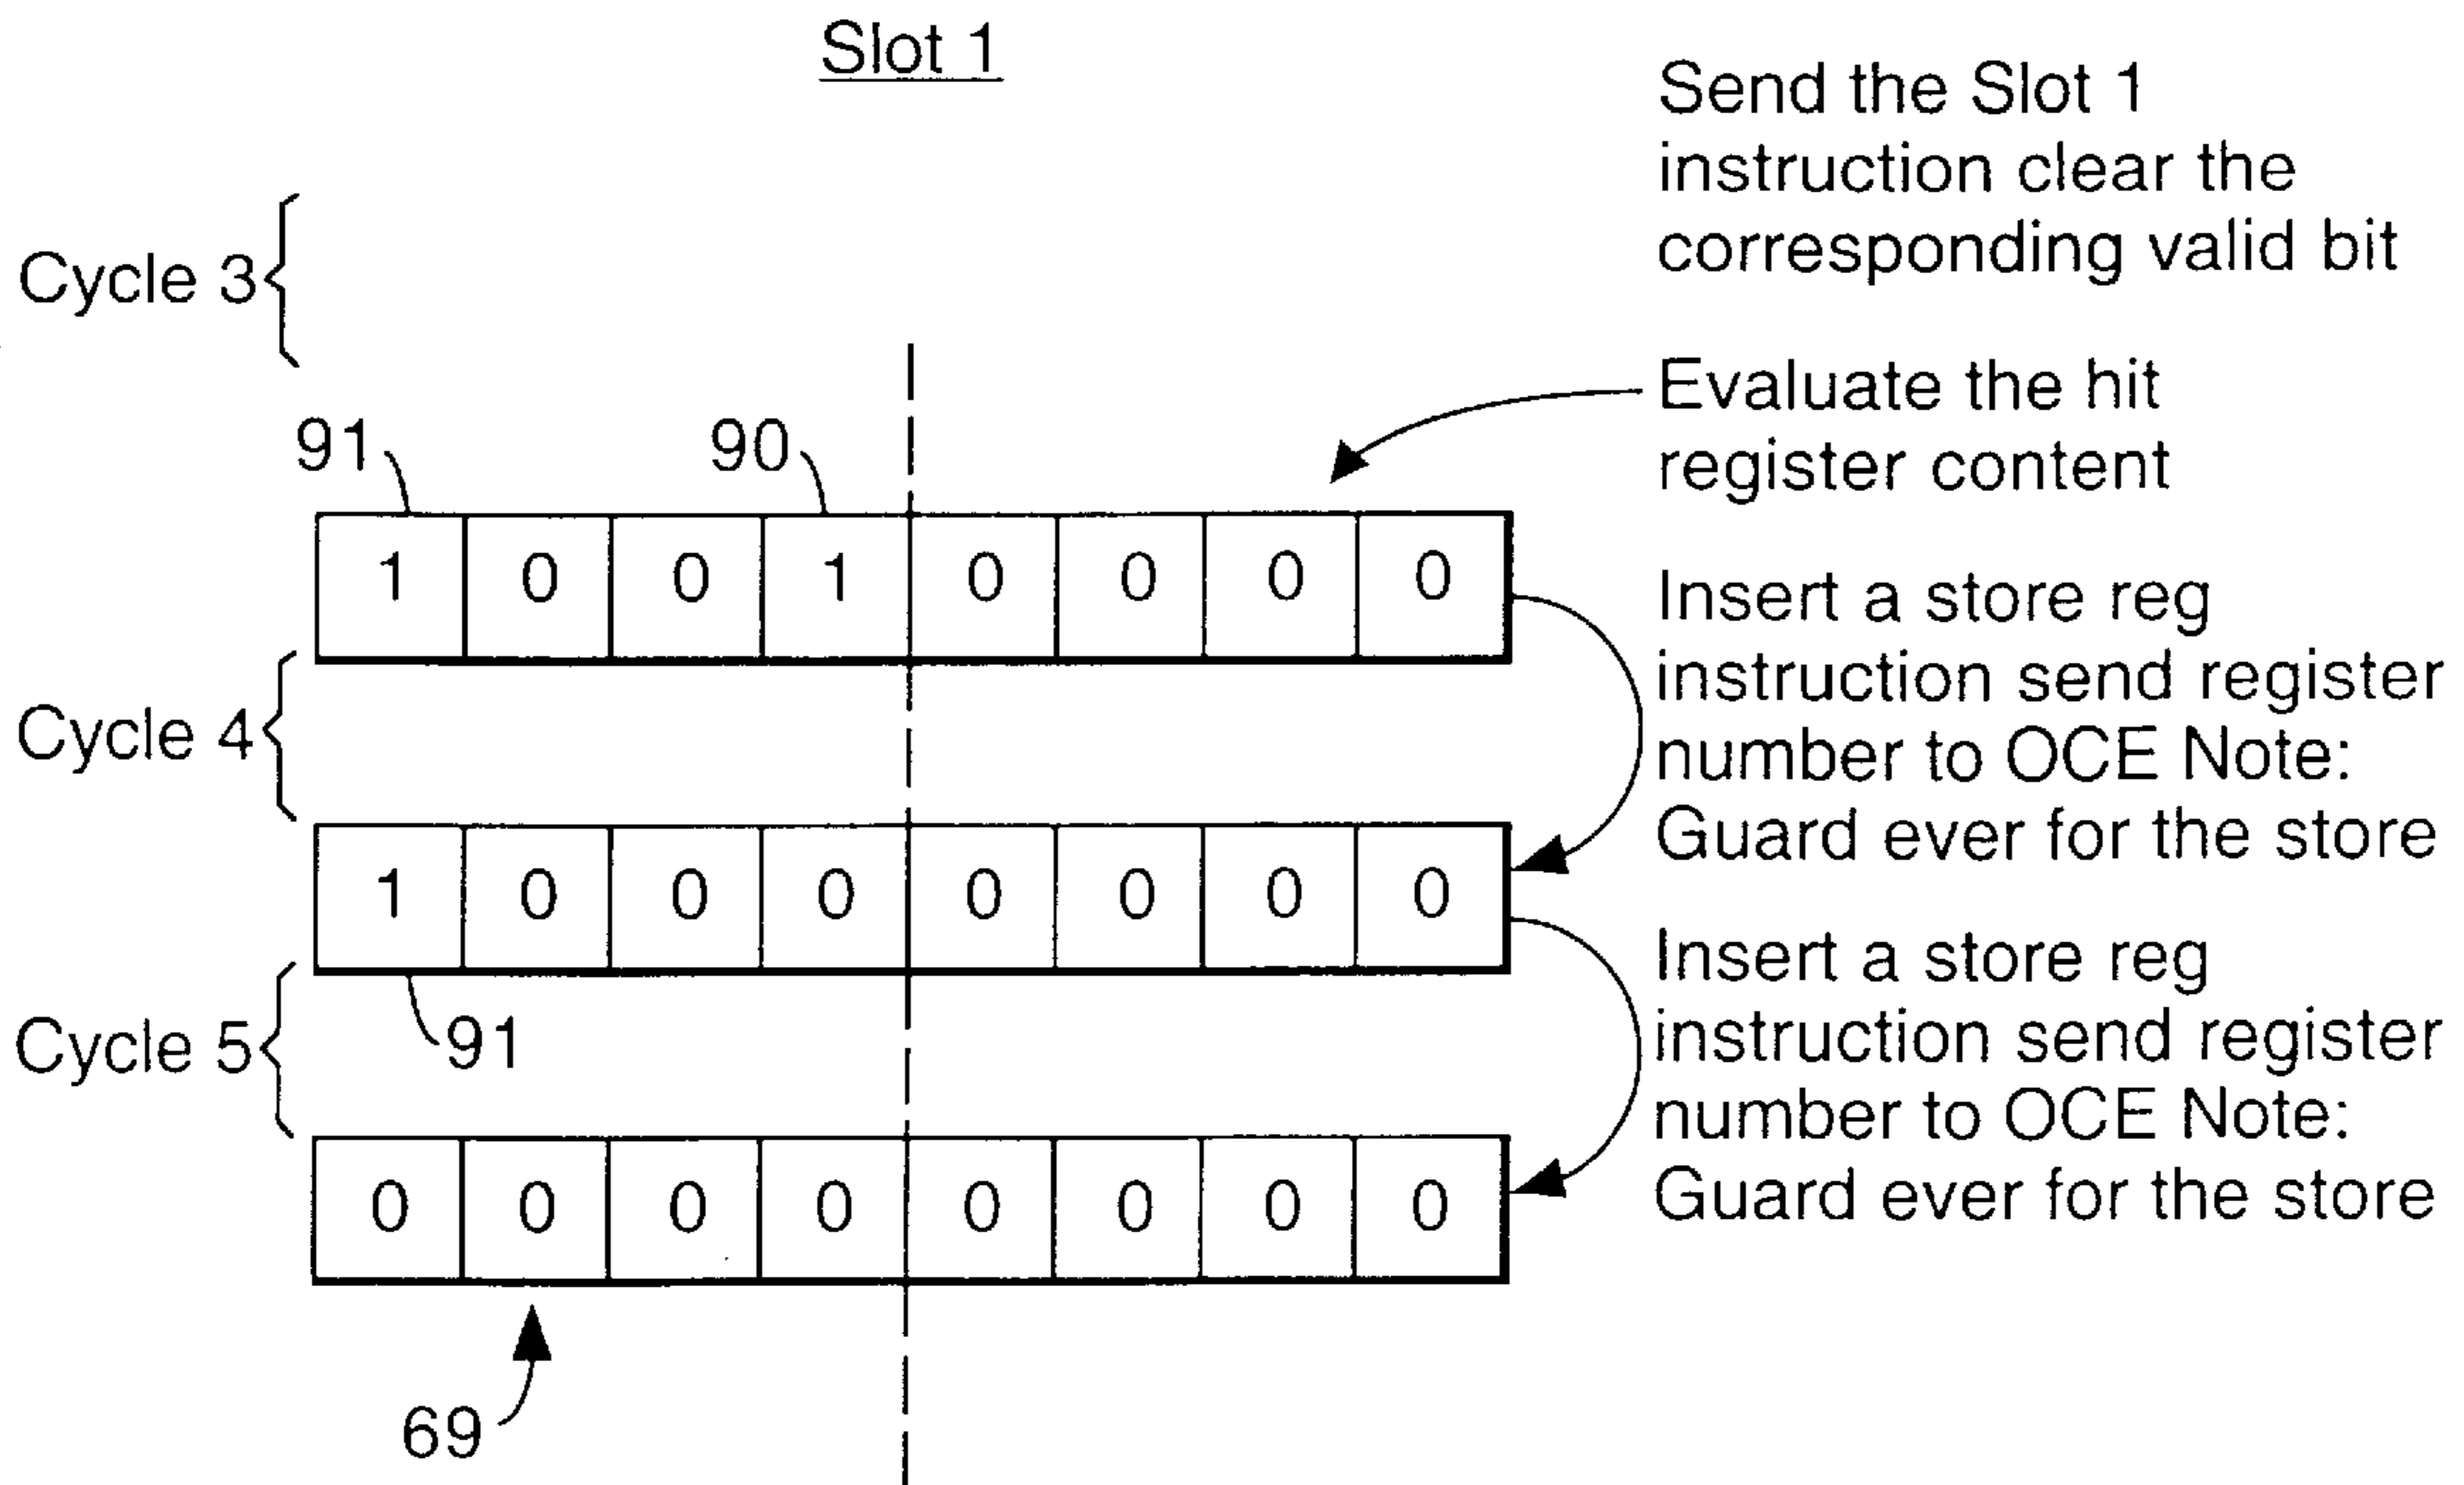 Slot 1
Send the Slot 1
instruction clear the
corresponding valid bit
Cycle 3
Evaluate the hit
register content
91
90
1 0 0 1 0 0 0 0
Insert a store reg
instruction send register
number to OCE Note:
Guard ever for the store
Cycle 4
1 0 0 0 0 0 0 0
91
Insert a store reg
instruction send register
number to OCE Note:
Guard ever for the store
Cycle 5
0 0 0 0 0 0 0 0
69